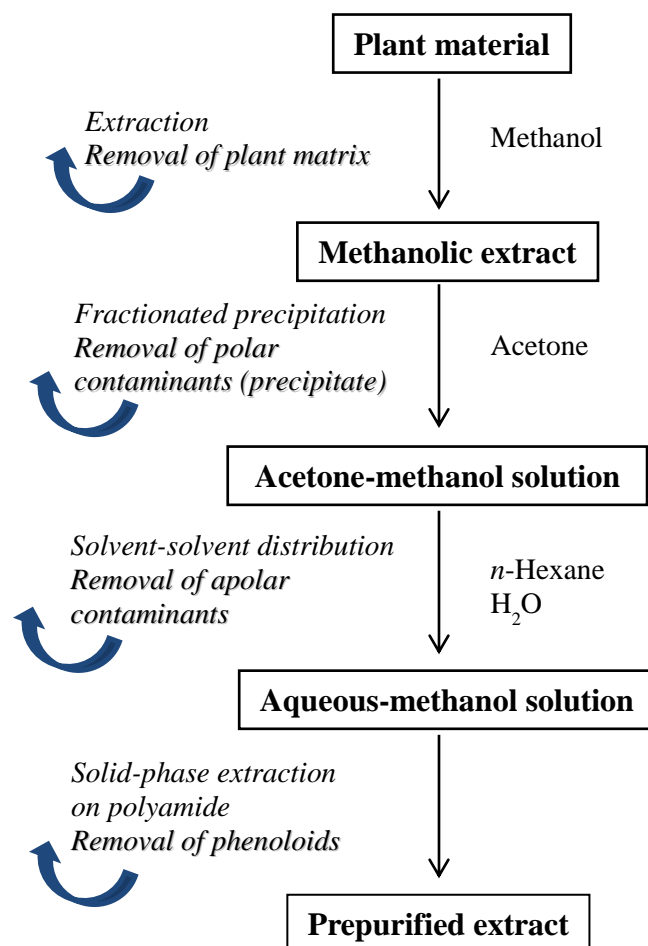 Plant material
Extraction
Removal of plant matrix
Methanol
Methanolic extract
Fractionated precipitation
Removal of polar
contaminants (precipitate)
Acetone
Acetone-methanol solution
Solvent-solvent distribution
Removal of apolar
contaminants
n-Hexane
H₂O
Aqueous-methanol solution
Solid-phase extraction
on polyamide
Removal of phenoloids
Prepurified extract